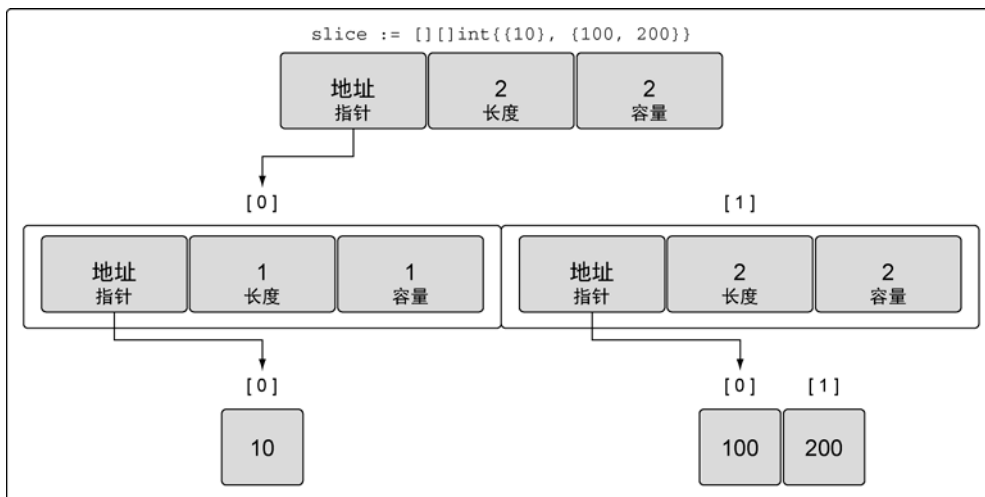 slice := [][]int{{10}, {100, 200}}
地址 2 2
指针 长度 容量
[0] [1]
地址 1 1 地址 2 2
指针 长度 容量 指针 长度 容量
[0] [0] [1]
10 100 200